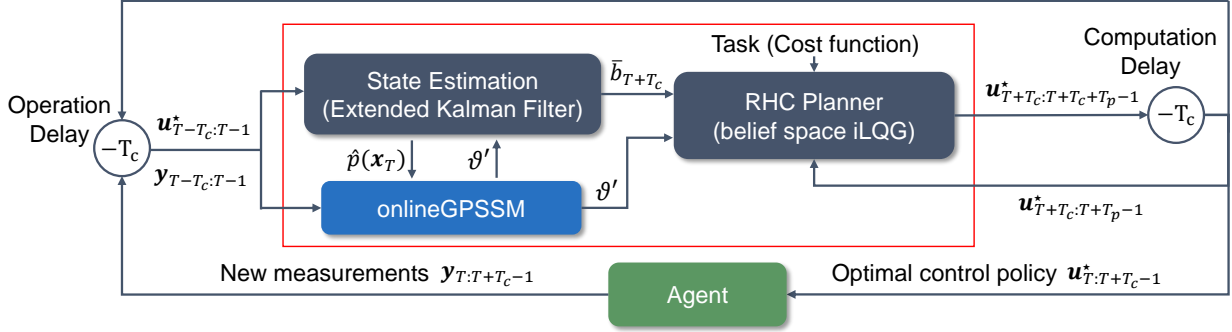 Task (Cost function)
Computation
Delay
State Estimation
(Extended Kalman Filter)
b̄_{T+T_c}
RHC Planner
(belief space iLQG)
u^⋆_{T+T_c:T+T_c+T_p−1}
−T_c
Operation
Delay
−T_c
u^⋆_{T−T_c:T−1}
y_{T−T_c:T−1}
p̂(x_T)
ϑ′
onlineGPSSM
ϑ′
u^⋆_{T+T_c:T+T_p−1}
New measurements y_{T:T+T_c−1}
Agent
Optimal control policy u^⋆_{T:T+T_c−1}